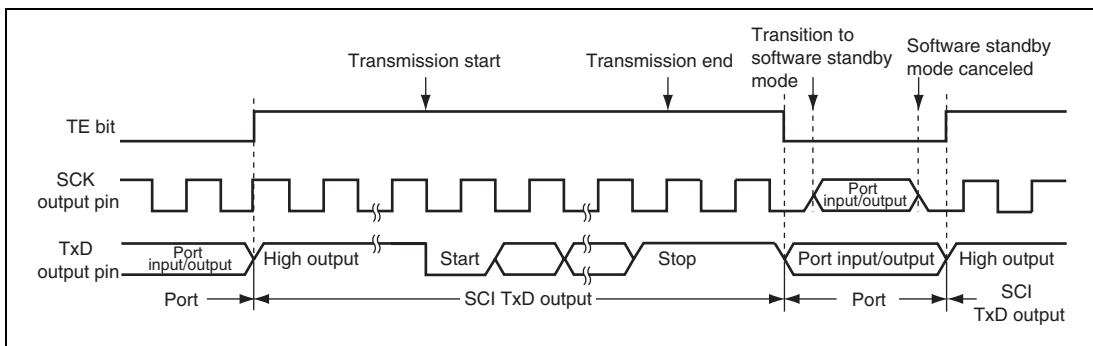 Transmission start
Transmission end
Transition to
software standby
mode
Software standby
mode canceled
TE bit
SCK
output pin
Port
input/output
TxD
output pin
Port
input/output
High output
Start
Stop
Port input/output
High output
Port
SCI TxD output
Port
SCI
TxD output